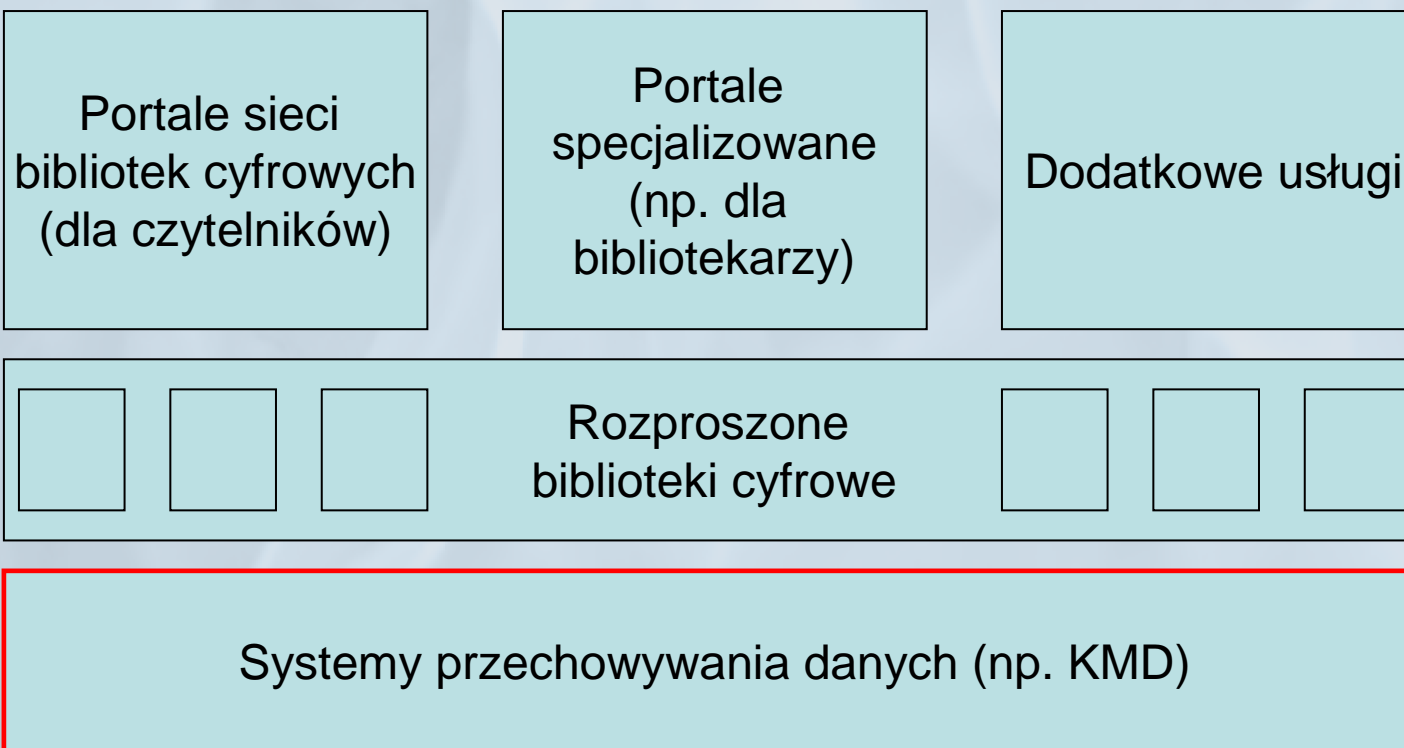 Portale sieci
bibliotek cyfrowych
(dla czytelników)
Portale
specjalizowane
(np. dla
bibliotekarzy)
Dodatkowe usługi
Rozproszone
biblioteki cyfrowe
Systemy przechowywania danych (np. KMD)